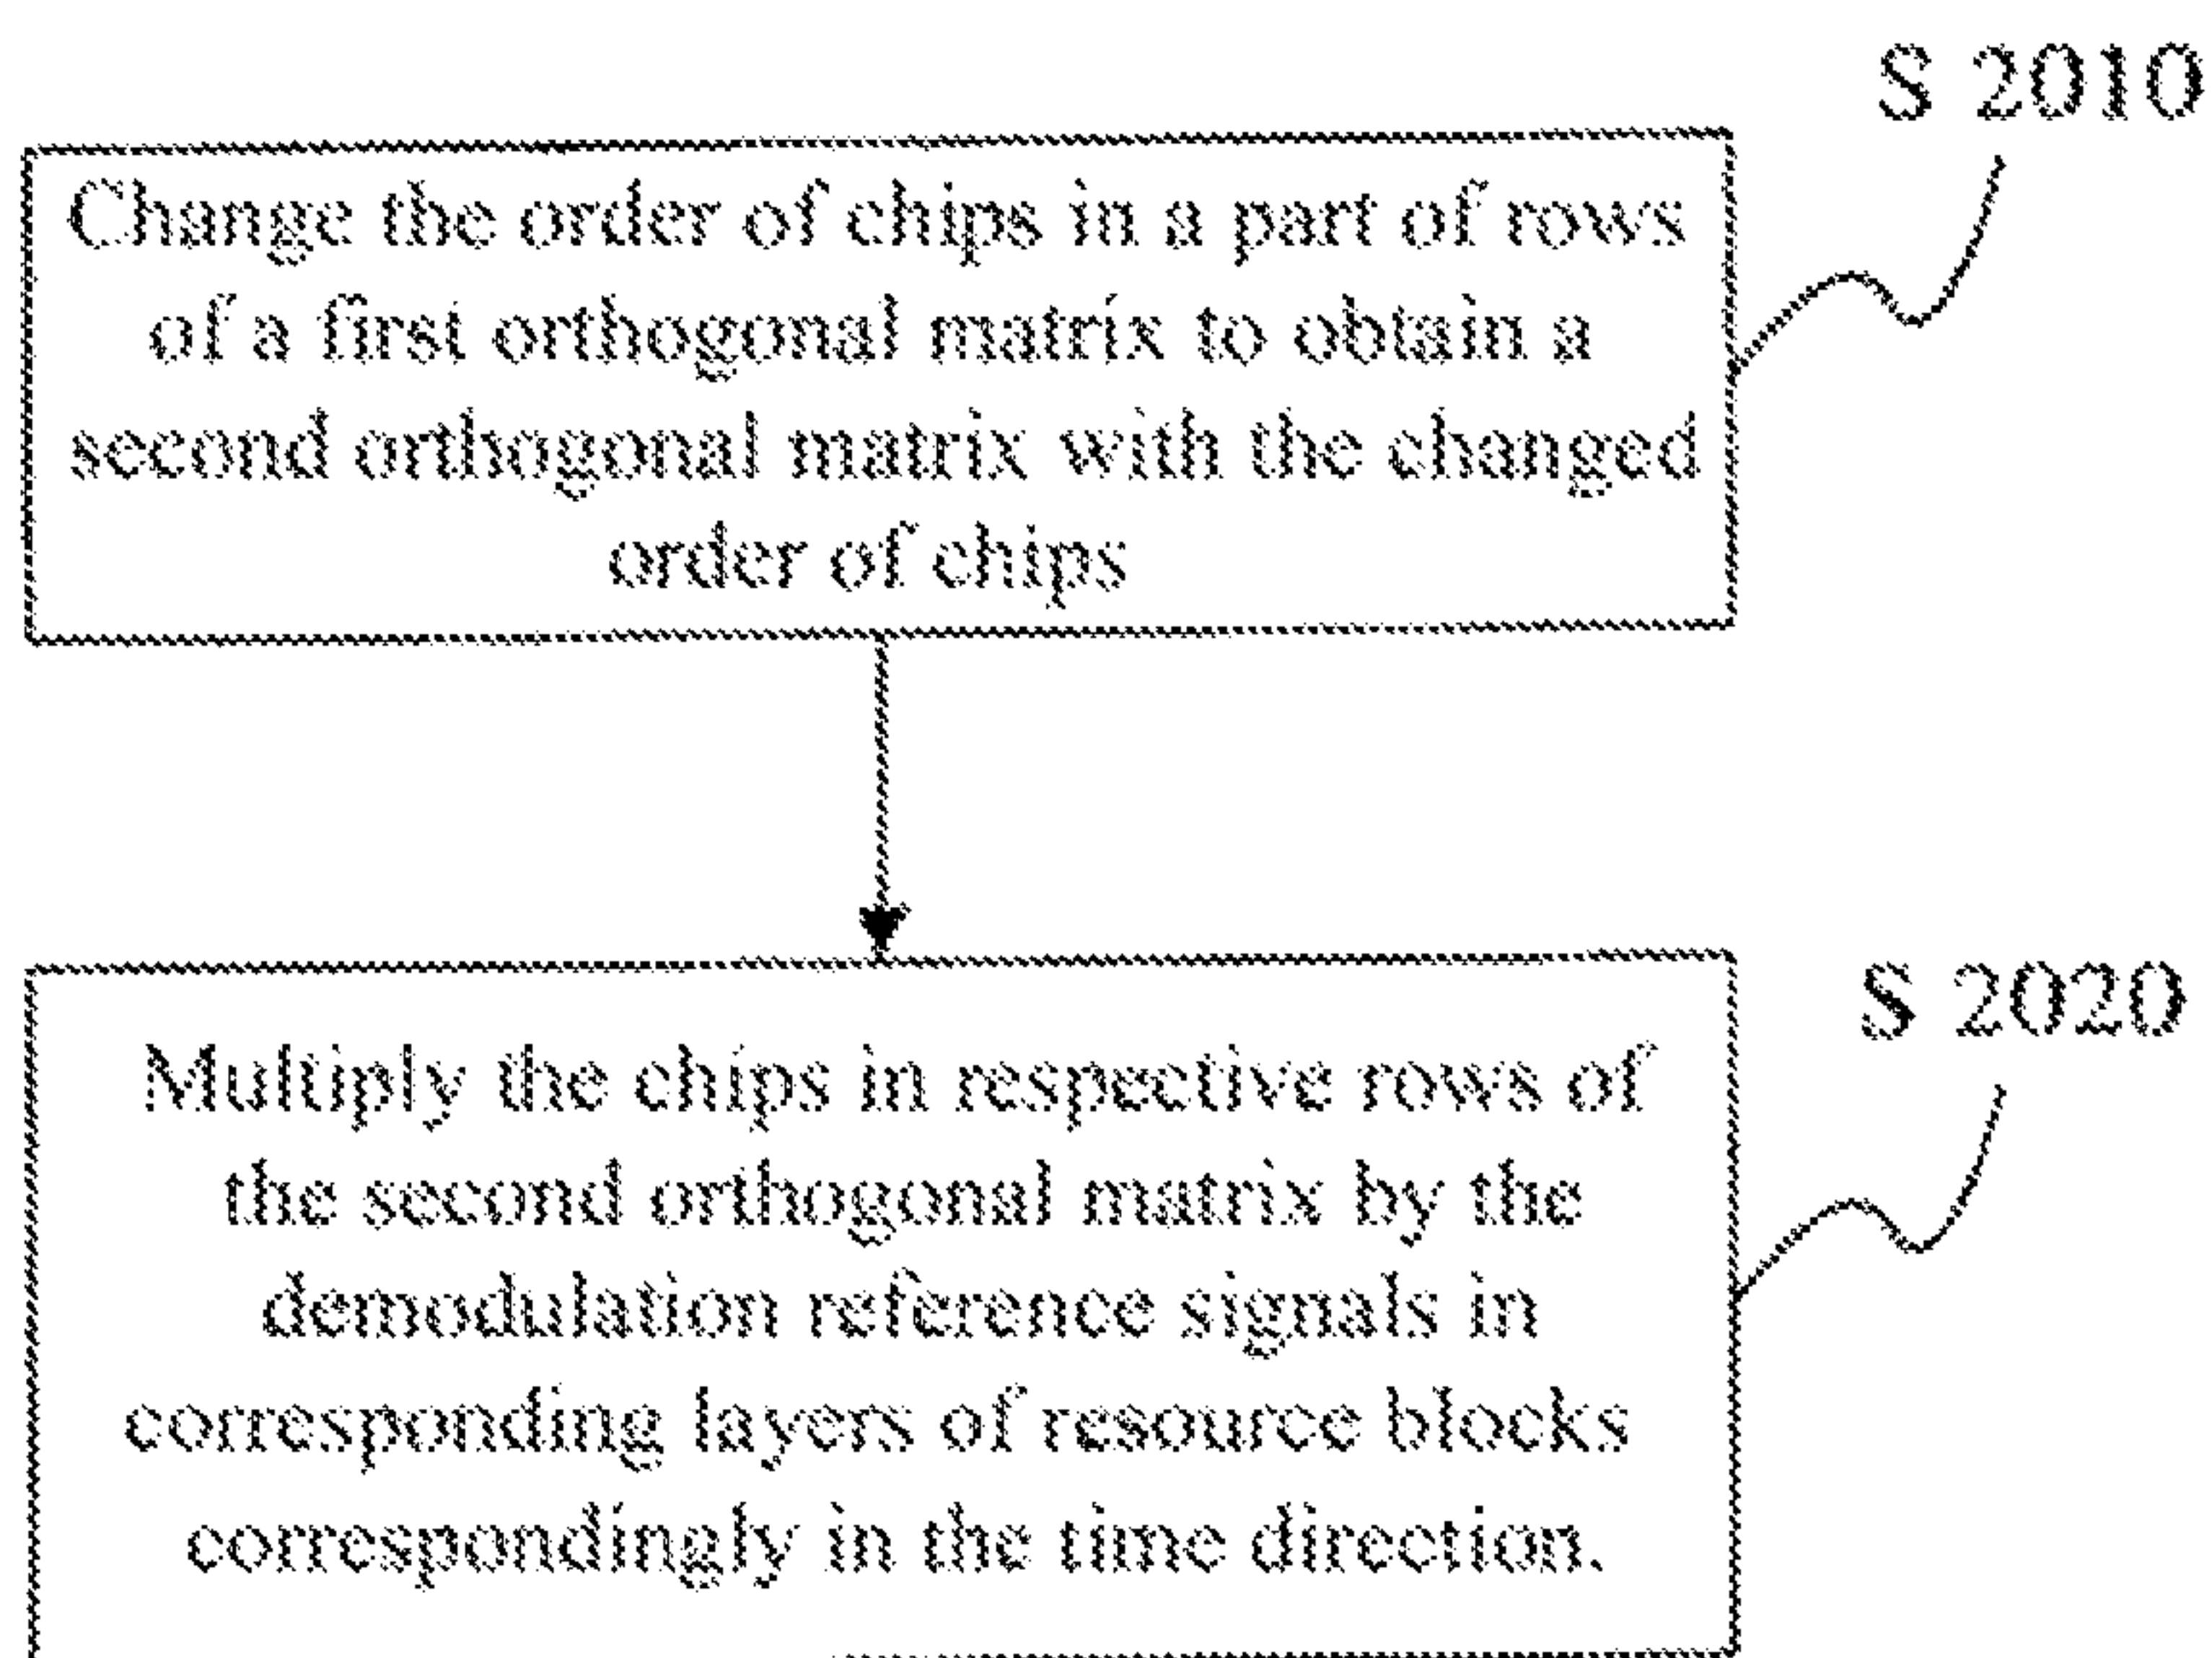 S 2010
Change the order of chips in a part of rows
of a first orthogonal matrix to obtain a
second orthogonal matrix with the changed
order of chips
S 2020
Multiply the chips in respective rows of
the second orthogonal matrix by the
demodulation reference signals in
corresponding layers of resource blocks
correspondingly in the time direction.